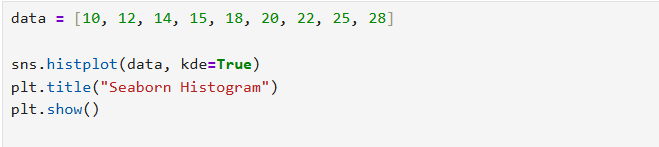 data = [10, 12, 14, 15, 18, 20, 22, 25, 28]
sns.histplot(data, kde=True)
plt.title("Seaborn Histogram")
plt.show()